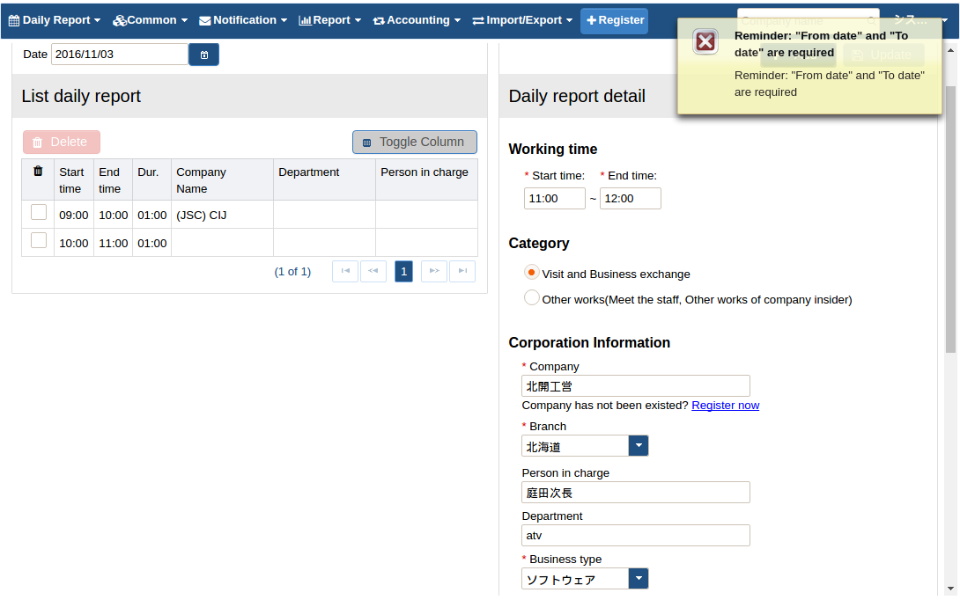 Daily Report Common Notification Report Accounting Import/Export Register Company name シス...
Reminder: "From date" and "To date" are required
Reminder: "From date" and "To date" are required
Update
Date 2016/11/03
List daily report
Delete Toggle Column
Start time End time Dur. Company Name Department Person in charge
09:00 10:00 01:00 (JSC) CIJ
10:00 11:00 01:00
(1 of 1) 1
Daily report detail
Working time
* Start time: * End time:
11:00 ~ 12:00
Category
Visit and Business exchange
Other works(Meet the staff, Other works of company insider)
Corporation Information
* Company
北開工営
Company has not been existed? Register now
* Branch
北海道
Person in charge
庭田次長
Department
atv
* Business type
ソフトウェア